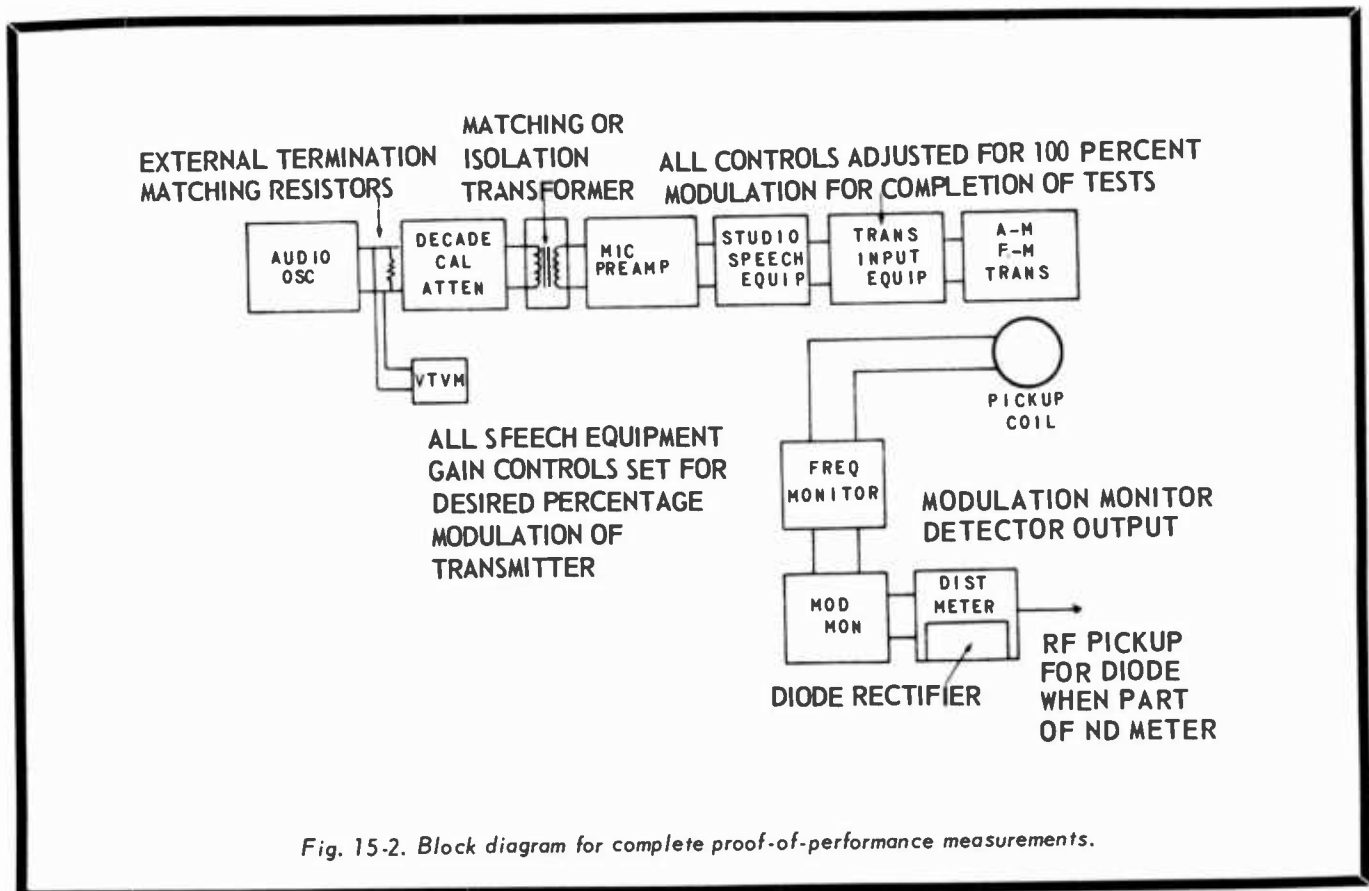 EXTERNAL TERMINATION
MATCHING RESISTORS
MATCHING OR
ISOLATION
TRANSFORMER
ALL CONTROLS ADJUSTED FOR 100 PERCENT
MODULATION FOR COMPLETION OF TESTS
AUDIO
OSC
DECADE
CAL
ATTEN
MIC
PREAMP
STUDIO
SPEECH
EQUIP
TRANS
INPUT
EQUIP
A-M
F-M
TRANS
VTVM
PICKUP
COIL
ALL SFEECH EQUIPMENT
GAIN CONTROLS SET FOR
DESIRED PERCENTAGE
MODULATION OF
TRANSMITTER
FREQ
MONITOR
MODULATION MONITOR
DETECTOR OUTPUT
MOD
MON
DIST
METER
DIODE RECTIFIER
RF PICKUP
FOR DIODE
WHEN PART
OF ND METER
Fig. 15-2. Block diagram for complete proof-of-performance measurements.